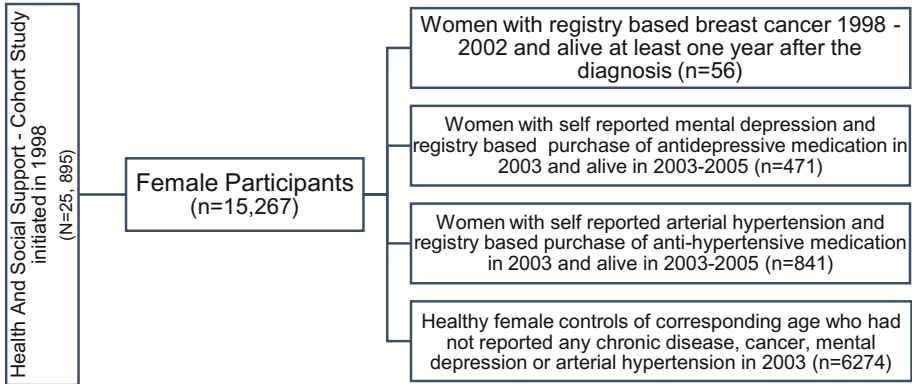 Health And Social Support - Cohort Study
initiated in 1998
(N=25, 895)
Female Participants
(n=15,267)
Women with registry based breast cancer 1998 -
2002 and alive at least one year after the
diagnosis (n=56)
Women with self reported mental depression and
registry based purchase of antidepressive medication in
2003 and alive in 2003-2005 (n=471)
Women with self reported arterial hypertension and
registry based purchase of anti-hypertensive medication
in 2003 and alive in 2003-2005 (n=841)
Healthy female controls of corresponding age who had
not reported any chronic disease, cancer, mental
depression or arterial hypertension in 2003 (n=6274)